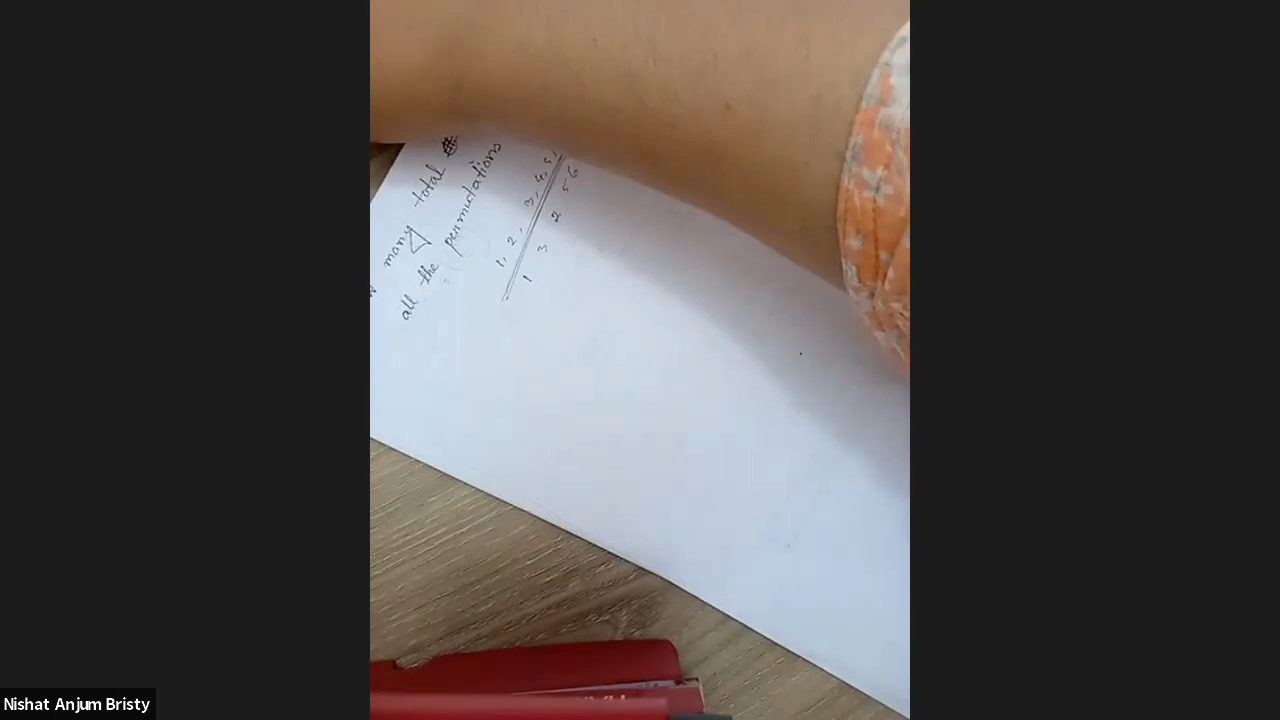 many total
all the permutations
1, 2, 3, 4, 5,
1 3 2 5 6
Nishat Anjum Bristy